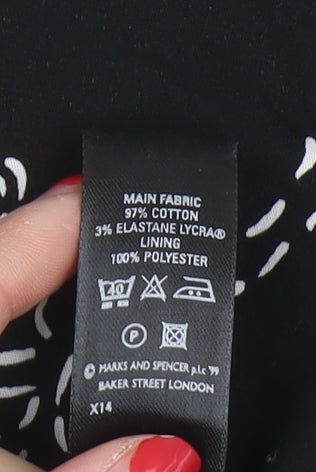 MAIN FABRIC
97% COTTON
3% ELASTANE LYCRA®
LINING
100% POLYESTER
40
P
© MARKS AND SPENCER p.l.c '99
BAKER STREET LONDON
X14